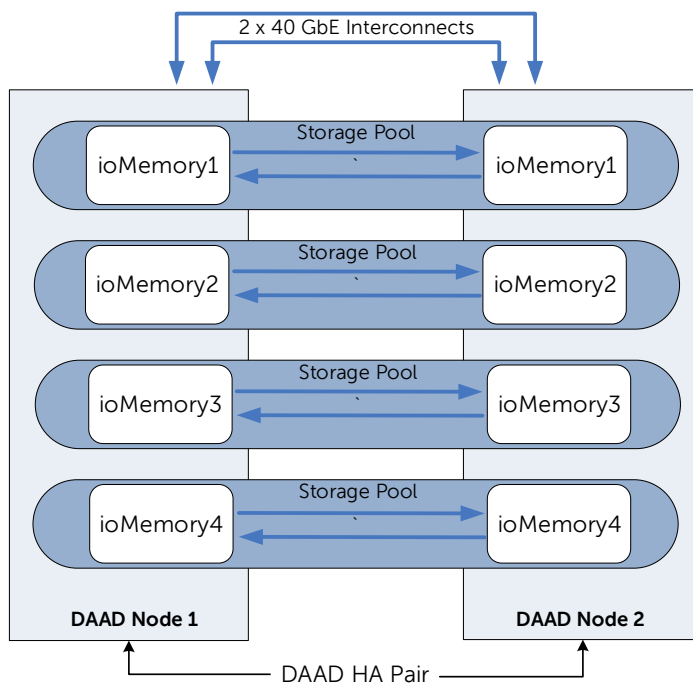 2 x 40 GbE Interconnects
Storage Pool
ioMemory1
`
ioMemory1
Storage Pool
ioMemory2
`
ioMemory2
Storage Pool
ioMemory3
`
ioMemory3
Storage Pool
ioMemory4
`
ioMemory4
DAAD Node 1
DAAD Node 2
DAAD HA Pair